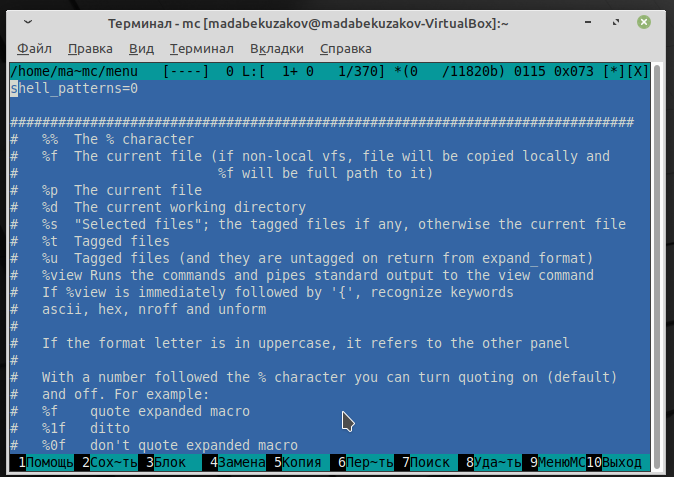 Терминал - mc [madabekuzakov@madabekuzakov-VirtualBox]:~
Файл Правка Вид Терминал Вкладки Справка
/home/ma~mc/menu   [----]  0 L:[  1+ 0   1/370] *(0   /11820b) 0115 0x073 [*][X]
shell_patterns=0
##############################################################################
#   %%  The % character
#   %f  The current file (if non-local vfs, file will be copied locally and
#                         %f will be full path to it)
#   %p  The current file
#   %d  The current working directory
#   %s  "Selected files"; the tagged files if any, otherwise the current file
#   %t  Tagged files
#   %u  Tagged files (and they are untagged on return from expand_format)
#   %view Runs the commands and pipes standard output to the view command
#   If %view is immediately followed by '{', recognize keywords
#   ascii, hex, nroff and unform
#
#   If the format letter is in uppercase, it refers to the other panel
#
#   With a number followed the % character you can turn quoting on (default)
#   and off. For example:
#   %f    quote expanded macro
#   %1f   ditto
#   %0f   don't quote expanded macro
1Помощь 2Сох~ть 3Блок 4Замена 5Копия 6Пер~ть 7Поиск 8Уда~ть 9МенюMC 10Выход